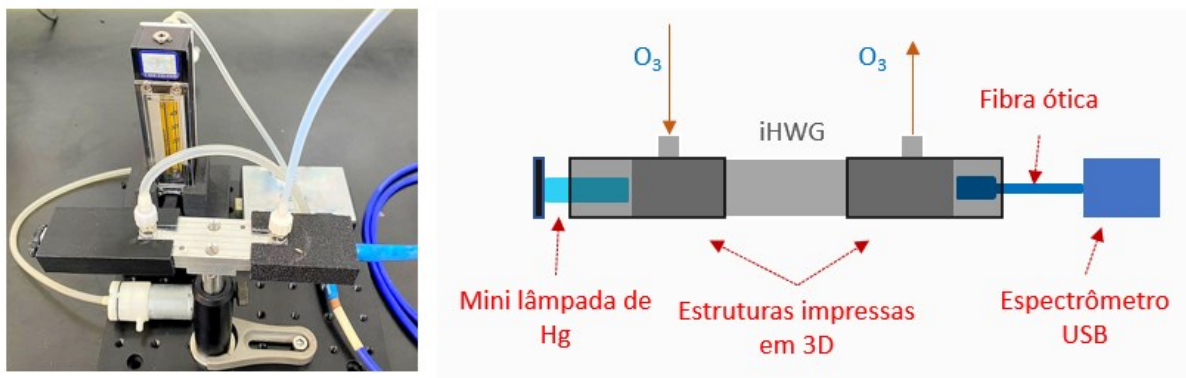 O₃
O₃
iHWG
Fibra ótica
Mini lâmpada de
Hg
Estruturas impressas
em 3D
Espectrômetro
USB